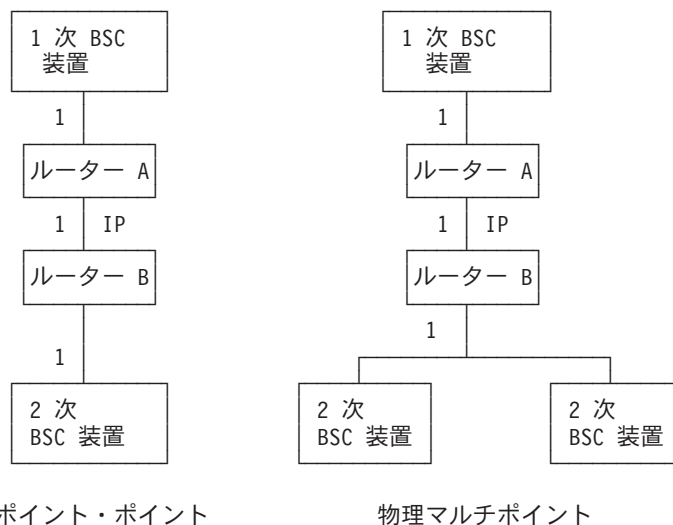 1 次 BSC
装置
1
ルーター A
1 IP
ルーター B
1
2 次
BSC 装置
ポイント・ポイント
1 次 BSC
装置
1
ルーター A
1 IP
ルーター B
1
2 次
BSC 装置
2 次
BSC 装置
物理マルチポイント